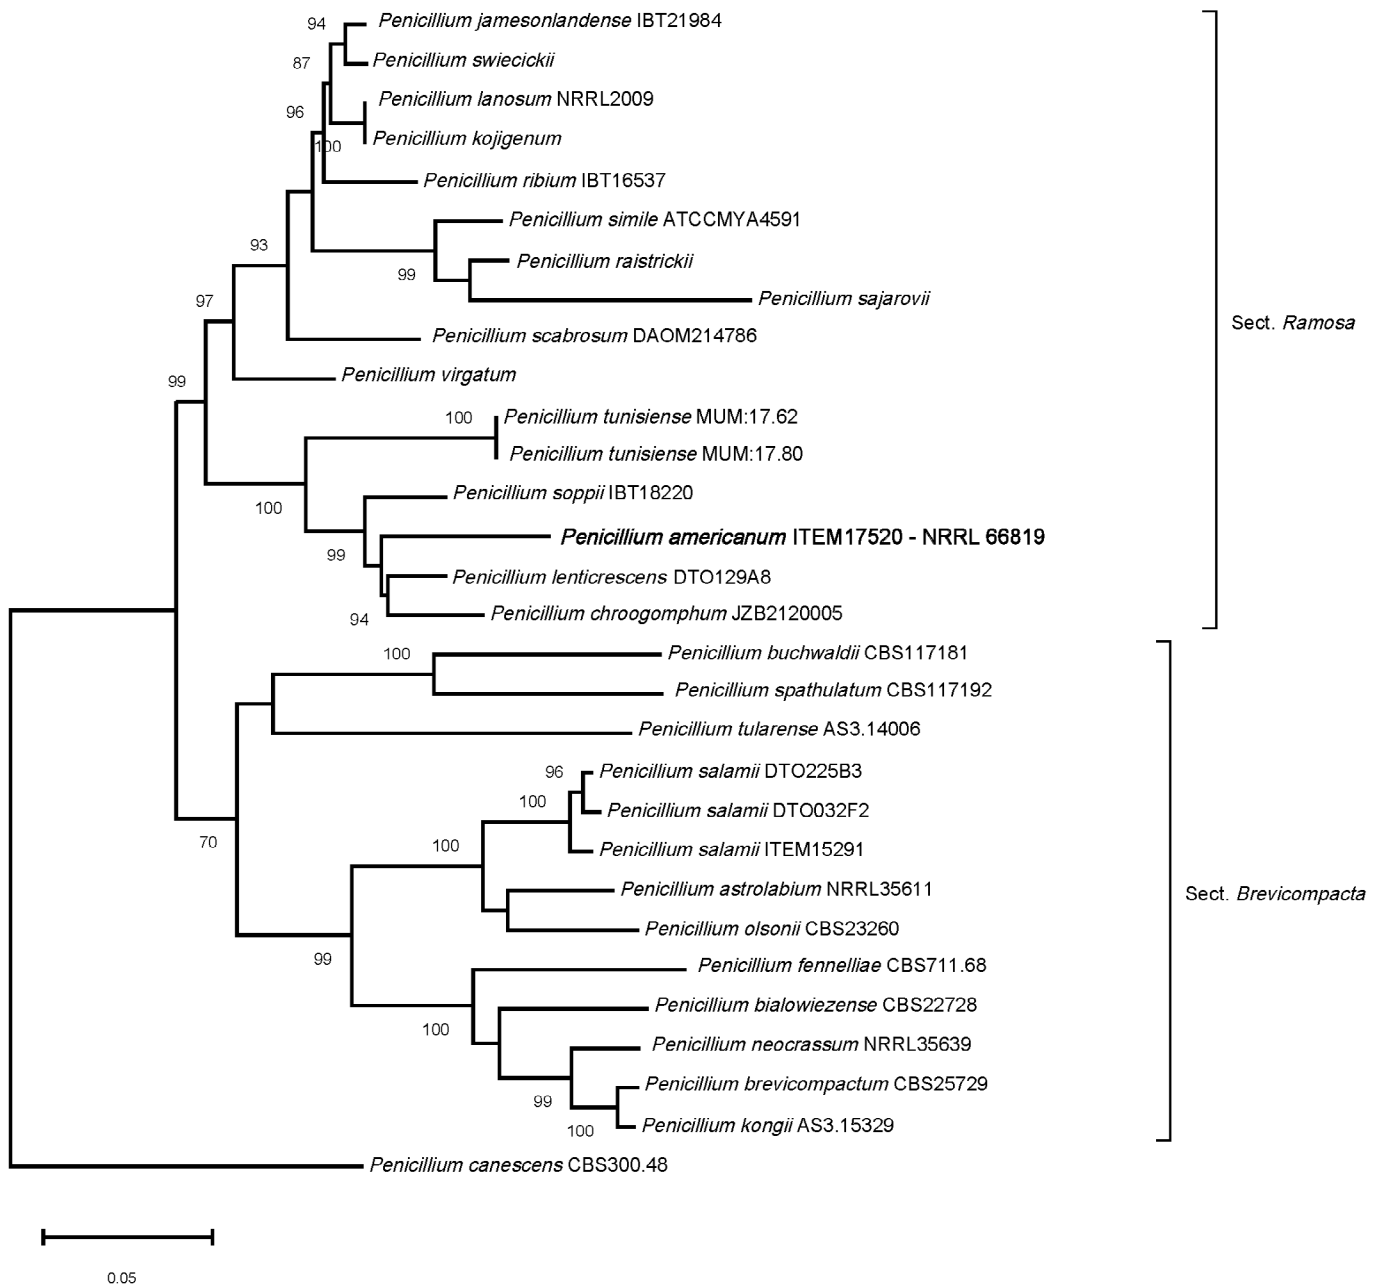 94
Penicillium jamesonlandense IBT21984
87
Penicillium swiecickii
Penicillium lanosum NRRL2009
96
Penicillium kojigenum
100
Penicillium ribium IBT16537
Penicillium simile ATCCMYA4591
93
Penicillium raistrickii
99
Penicillium sajarovii
97
Sect. Ramosa
Penicillium scabrosum DAOM214786
Penicillium virgatum
99
100
Penicillium tunisiense MUM:17.62
Penicillium tunisiense MUM:17.80
Penicillium soppii IBT18220
100
Penicillium americanum ITEM17520 - NRRL 66819
99
Penicillium lenticrescens DTO129A8
Penicillium chroogomphum JZB2120005
94
100
Penicillium buchwaldii CBS117181
Penicillium spathulatum CBS117192
Penicillium tularense AS3.14006
96
Penicillium salamii DTO225B3
100
Penicillium salamii DTO032F2
70
100
Penicillium salamii ITEM15291
Penicillium astrolabium NRRL35611
Sect. Brevicompacta
Penicillium olsonii CBS23260
99
Penicillium fennelliae CBS711.68
Penicillium bialowiezense CBS22728
100
Penicillium neocrassum NRRL35639
Penicillium brevicompactum CBS25729
99
Penicillium kongii AS3.15329
100
Penicillium canescens CBS300.48
0.05